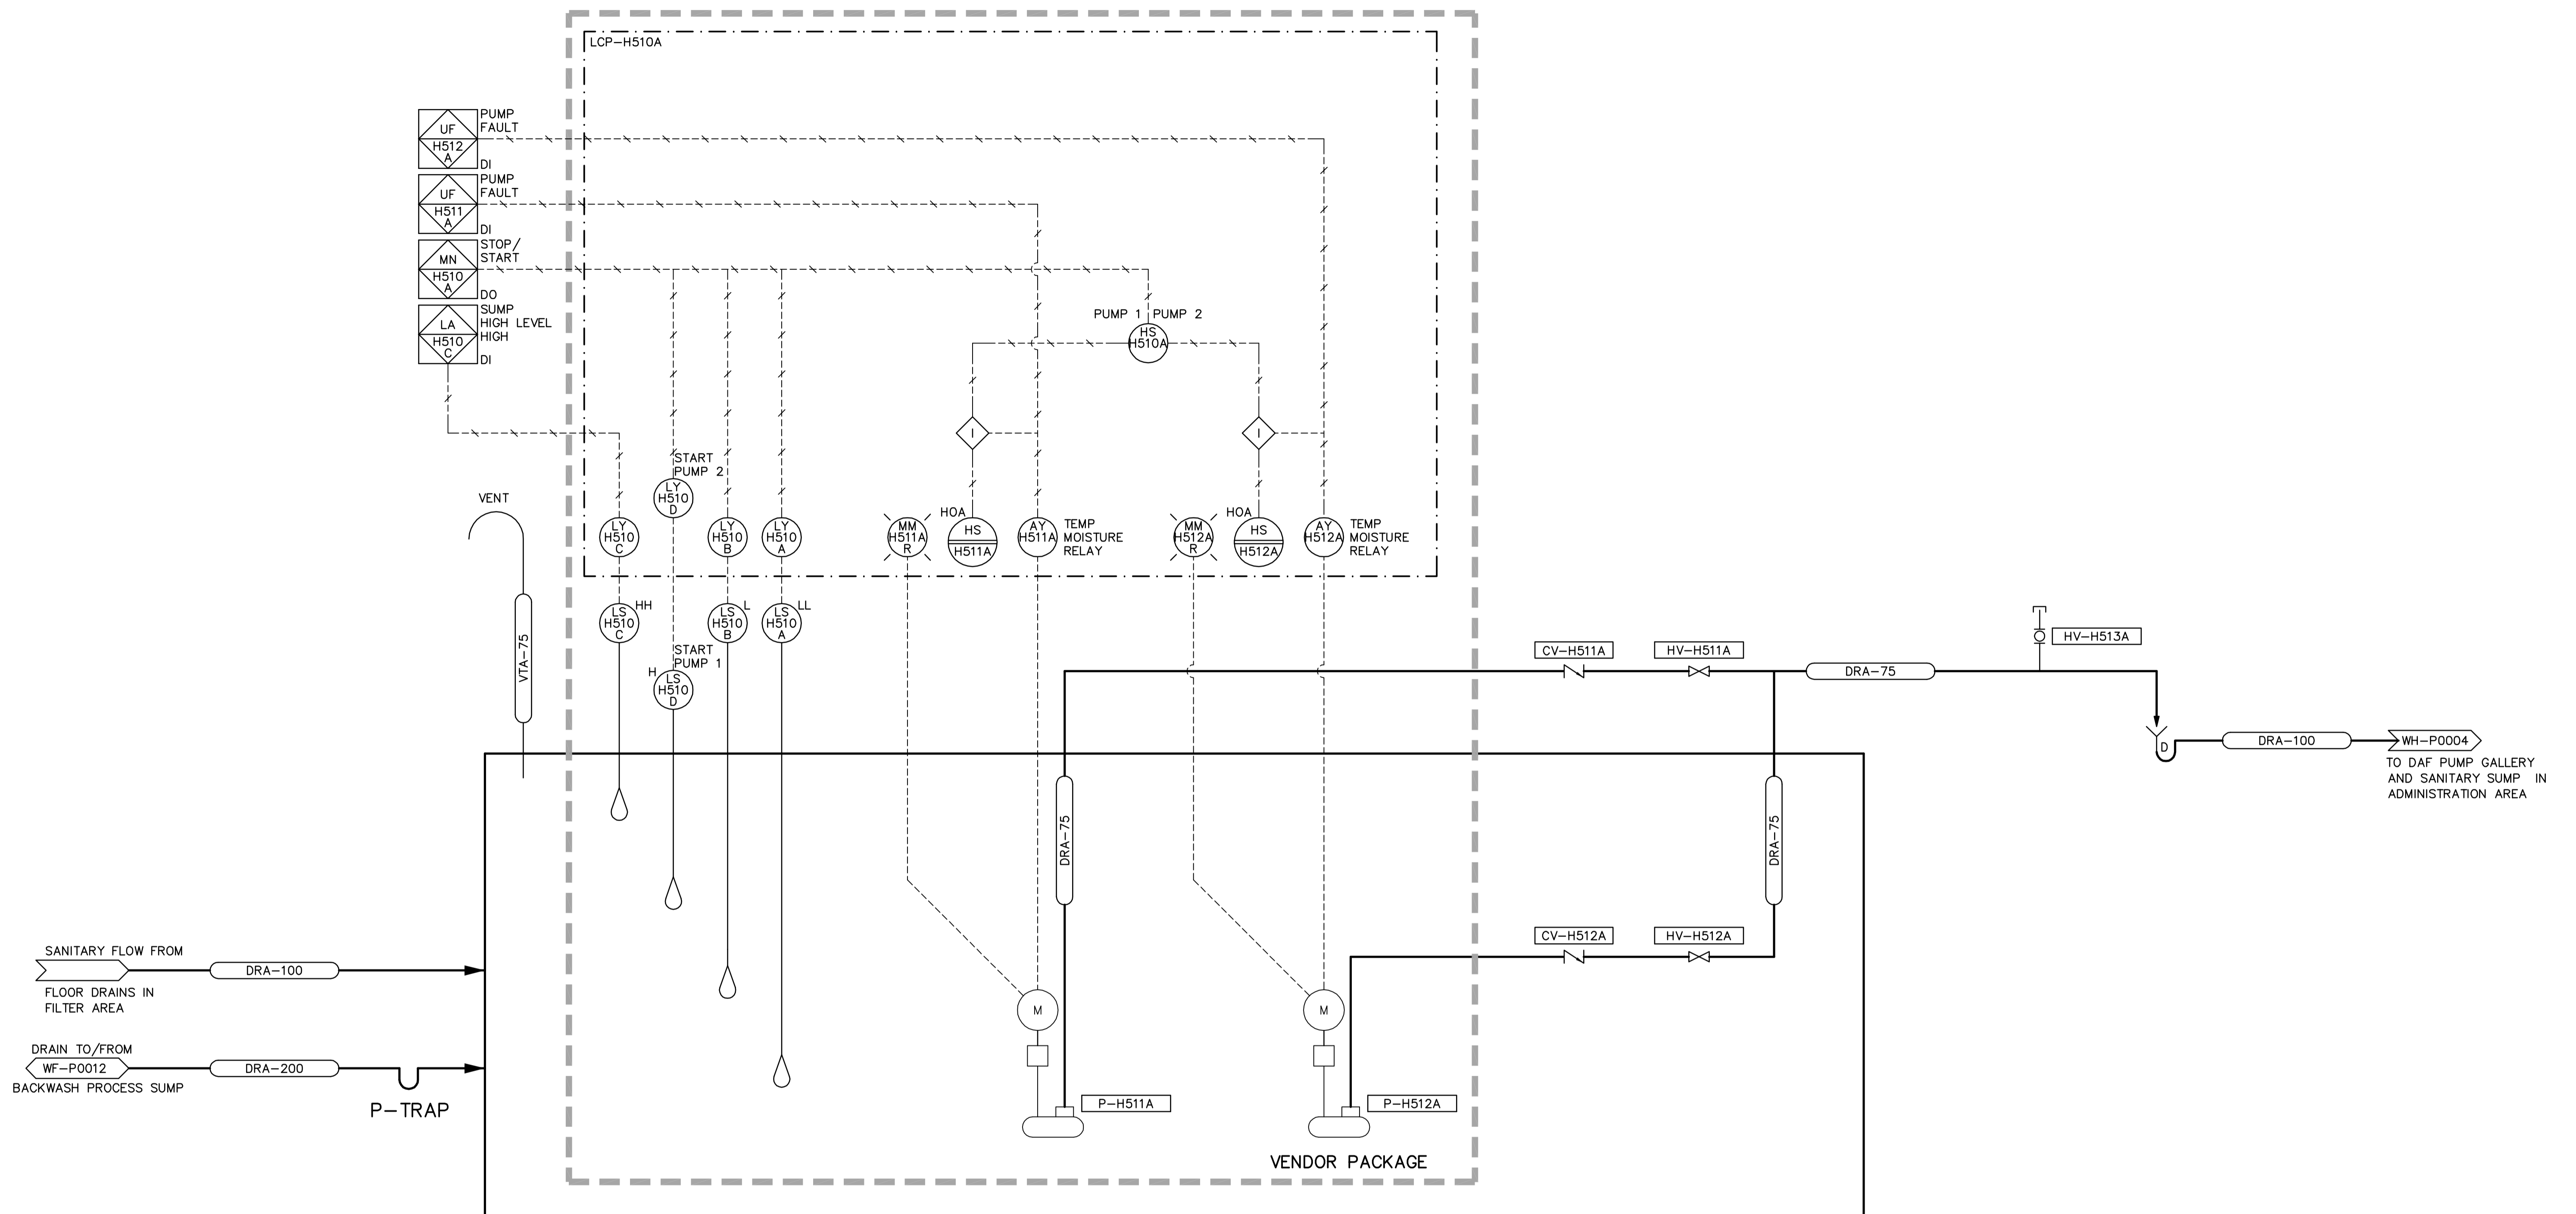 LCP-H510A
UF
H512
A
PUMP
FAULT
DI
UF
H511
A
PUMP
FAULT
DI
MN
H510
A
STOP/
START
DO
LA
H510
C
SUMP
HIGH LEVEL
HIGH
DI
PUMP 1
PUMP 2
HS
H510A
I
I
START
PUMP 2
LY
H510
D
LY
H510
C
LY
H510
B
LY
H510
A
MM
H511A
R
HOA
HS
H511A
AY
H511A
TEMP
MOISTURE
RELAY
MM
H512A
R
HOA
HS
H512A
AY
H512A
TEMP
MOISTURE
RELAY
VENT
VTA-75
LS
H510
C
HH
LS
H510
B
L
LS
H510
A
LL
START
PUMP 1
H
LS
H510
D
CV-H511A
HV-H511A
DRA-75
HV-H513A
D
DRA-100
WH-P0004
TO DAF PUMP GALLERY
AND SANITARY SUMP IN
ADMINISTRATION AREA
DRA-75
DRA-75
CV-H512A
HV-H512A
SANITARY FLOW FROM
DRA-100
FLOOR DRAINS IN
FILTER AREA
DRAIN TO/FROM
WF-P0012
DRA-200
BACKWASH PROCESS SUMP
P-TRAP
M
M
P-H511A
P-H512A
VENDOR PACKAGE